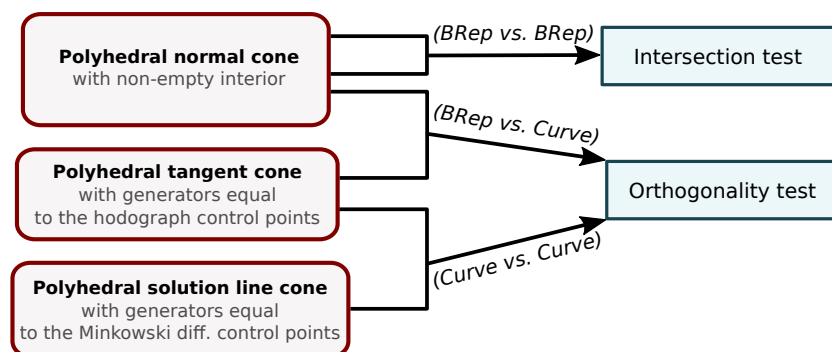 Polyhedral normal cone
with non-empty interior
(BRep vs. BRep)
Intersection test
(BRep vs. Curve)
Polyhedral tangent cone
with generators equal
to the hodograph control points
Orthogonality test
(Curve vs. Curve)
Polyhedral solution line cone
with generators equal
to the Minkowski diff. control points